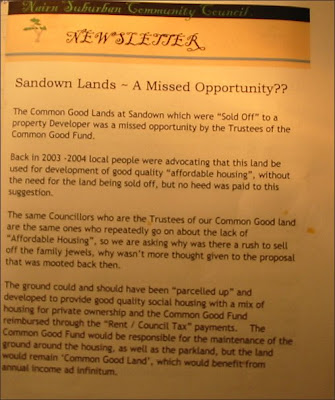 Nairn Suburban Community Council
NEWSLETTER
Sandown Lands ~ A Missed Opportunity??
The Common Good Lands at Sandown which were "Sold Off" to a
property Developer was a missed opportunity by the Trustees of the
Common Good Fund.
Back in 2003 -2004 local people were advocating that this land be
used for development of good quality "affordable housing", without
the need for the land being sold off, but no heed was paid to this
suggestion.
The same Councillors who are the Trustees of our Common Good land
are the same ones who repeatedly go on about the lack of
"Affordable Housing", so we are asking why was there a rush to sell
off the family jewels, why wasn't more thought given to the proposal
that was mooted back then.
The ground could and should have been "parcelled up" and
developed to provide good quality social housing with a mix of
housing for private ownership and the Common Good Fund
reimbursed through the "Rent / Council Tax" payments. The
Common Good Fund would be responsible for the maintenance of the
ground around the housing, as well as the parkland, but the land
would remain 'Common Good Land', which would benefit from
annual income ad infinitum.